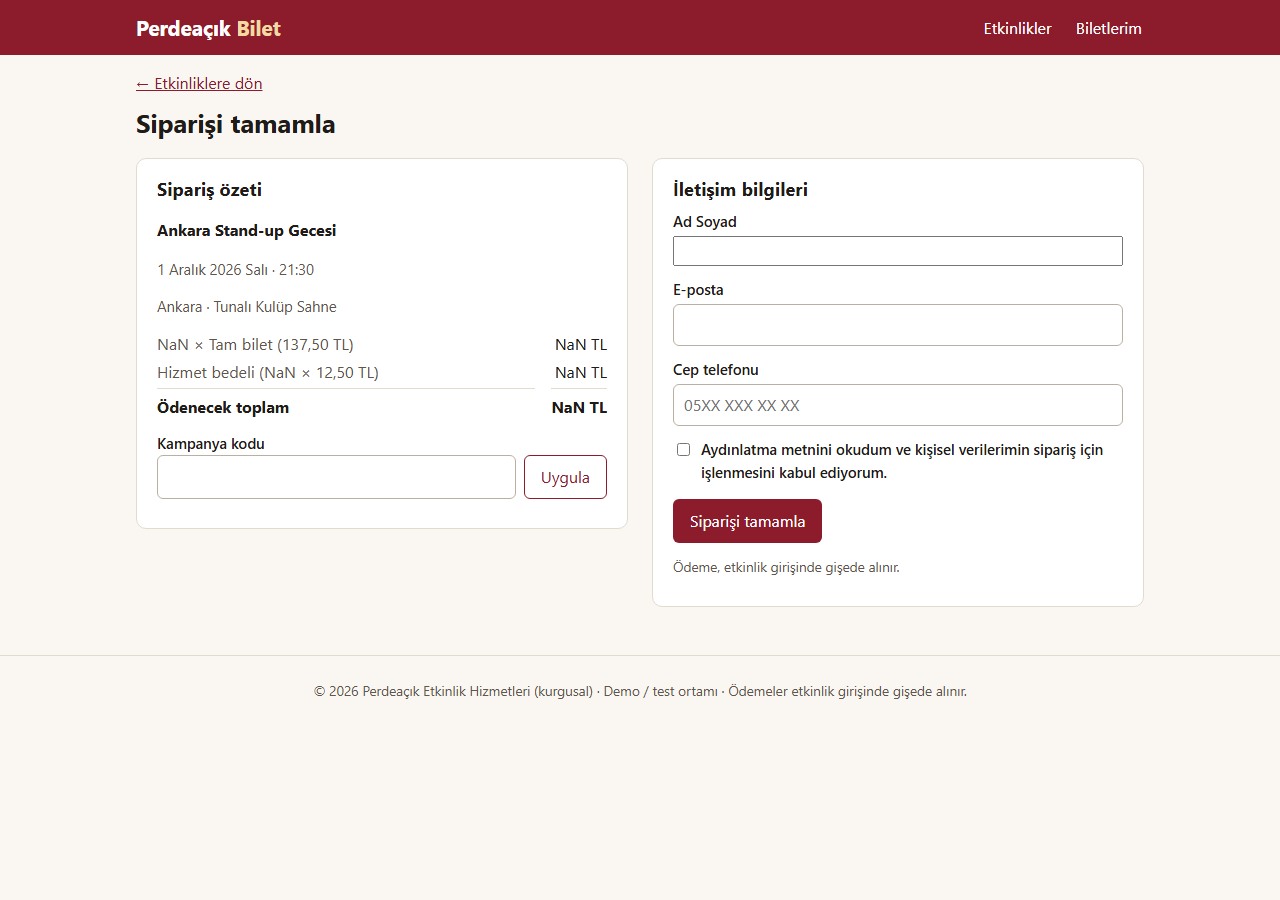 Perdeaçık Bilet
Etkinlikler
Biletlerim
← Etkinliklere dön
Siparişi tamamla
Sipariş özeti
Ankara Stand-up Gecesi
1 Aralık 2026 Salı · 21:30
Ankara · Tunalı Kulüp Sahne
NaN × Tam bilet (137,50 TL) NaN TL
Hizmet bedeli (NaN × 12,50 TL) NaN TL
Ödenecek toplam NaN TL
Kampanya kodu
Uygula
İletişim bilgileri
Ad Soyad
E-posta
Cep telefonu
05XX XXX XX XX
Aydınlatma metnini okudum ve kişisel verilerimin sipariş için
işlenmesini kabul ediyorum.
Siparişi tamamla
Ödeme, etkinlik girişinde gişede alınır.
© 2026 Perdeaçık Etkinlik Hizmetleri (kurgusal) · Demo / test ortamı · Ödemeler etkinlik girişinde gişede alınır.